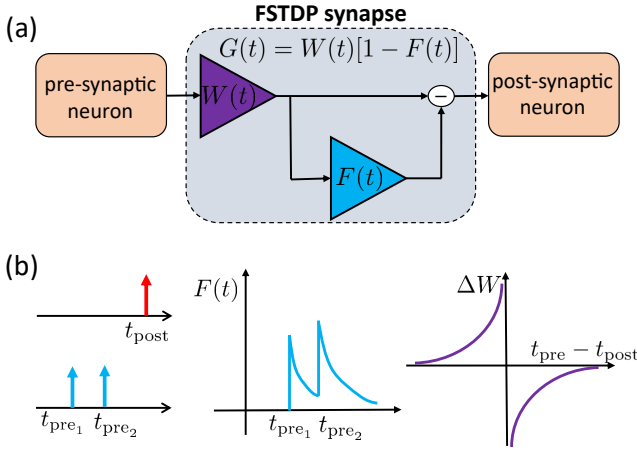 FSTDP synapse
(a)
G(t) = W(t)[1 − F(t)]
pre-synaptic
neuron
W(t)
−
post-synaptic
neuron
F(t)
(b)
t_post
t_pre₁ t_pre₂
F(t)
t_pre₁ t_pre₂
ΔW
t_pre − t_post